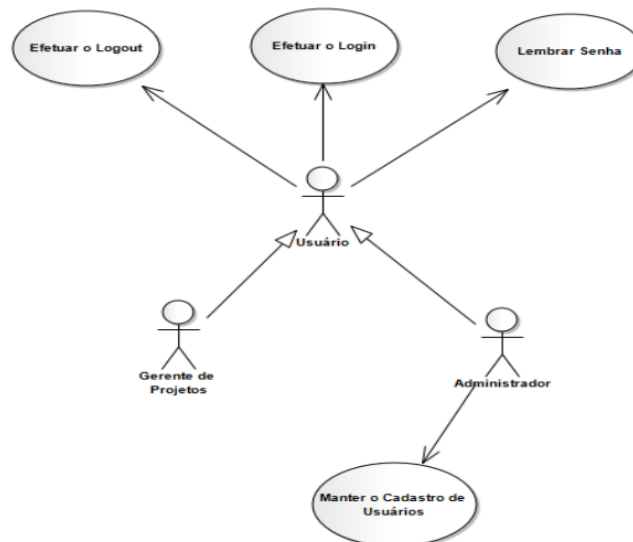 Efetuar o Logout
Efetuar o Login
Lembrar Senha
Usuário
Gerente de
Projetos
Administrador
Manter o Cadastro de
Usuários